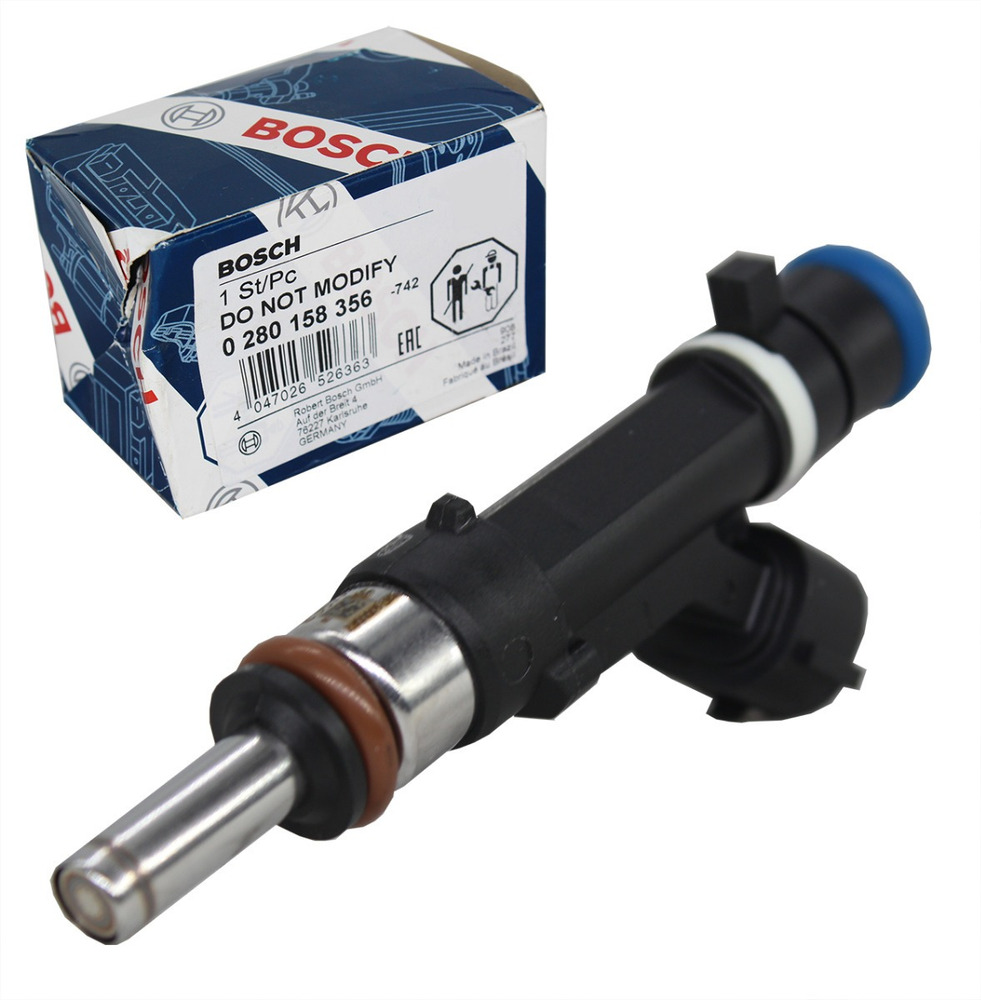 BOSCH
BOSCH
1 St/Pc
DO NOT MODIFY
0 280 158 356 -742
4 047026 526363
EAC
Robert Bosch GmbH
Auf der Breit 4
76227 Karlsruhe
GERMANY
Made in Brazil
Fabriqué au Brésil